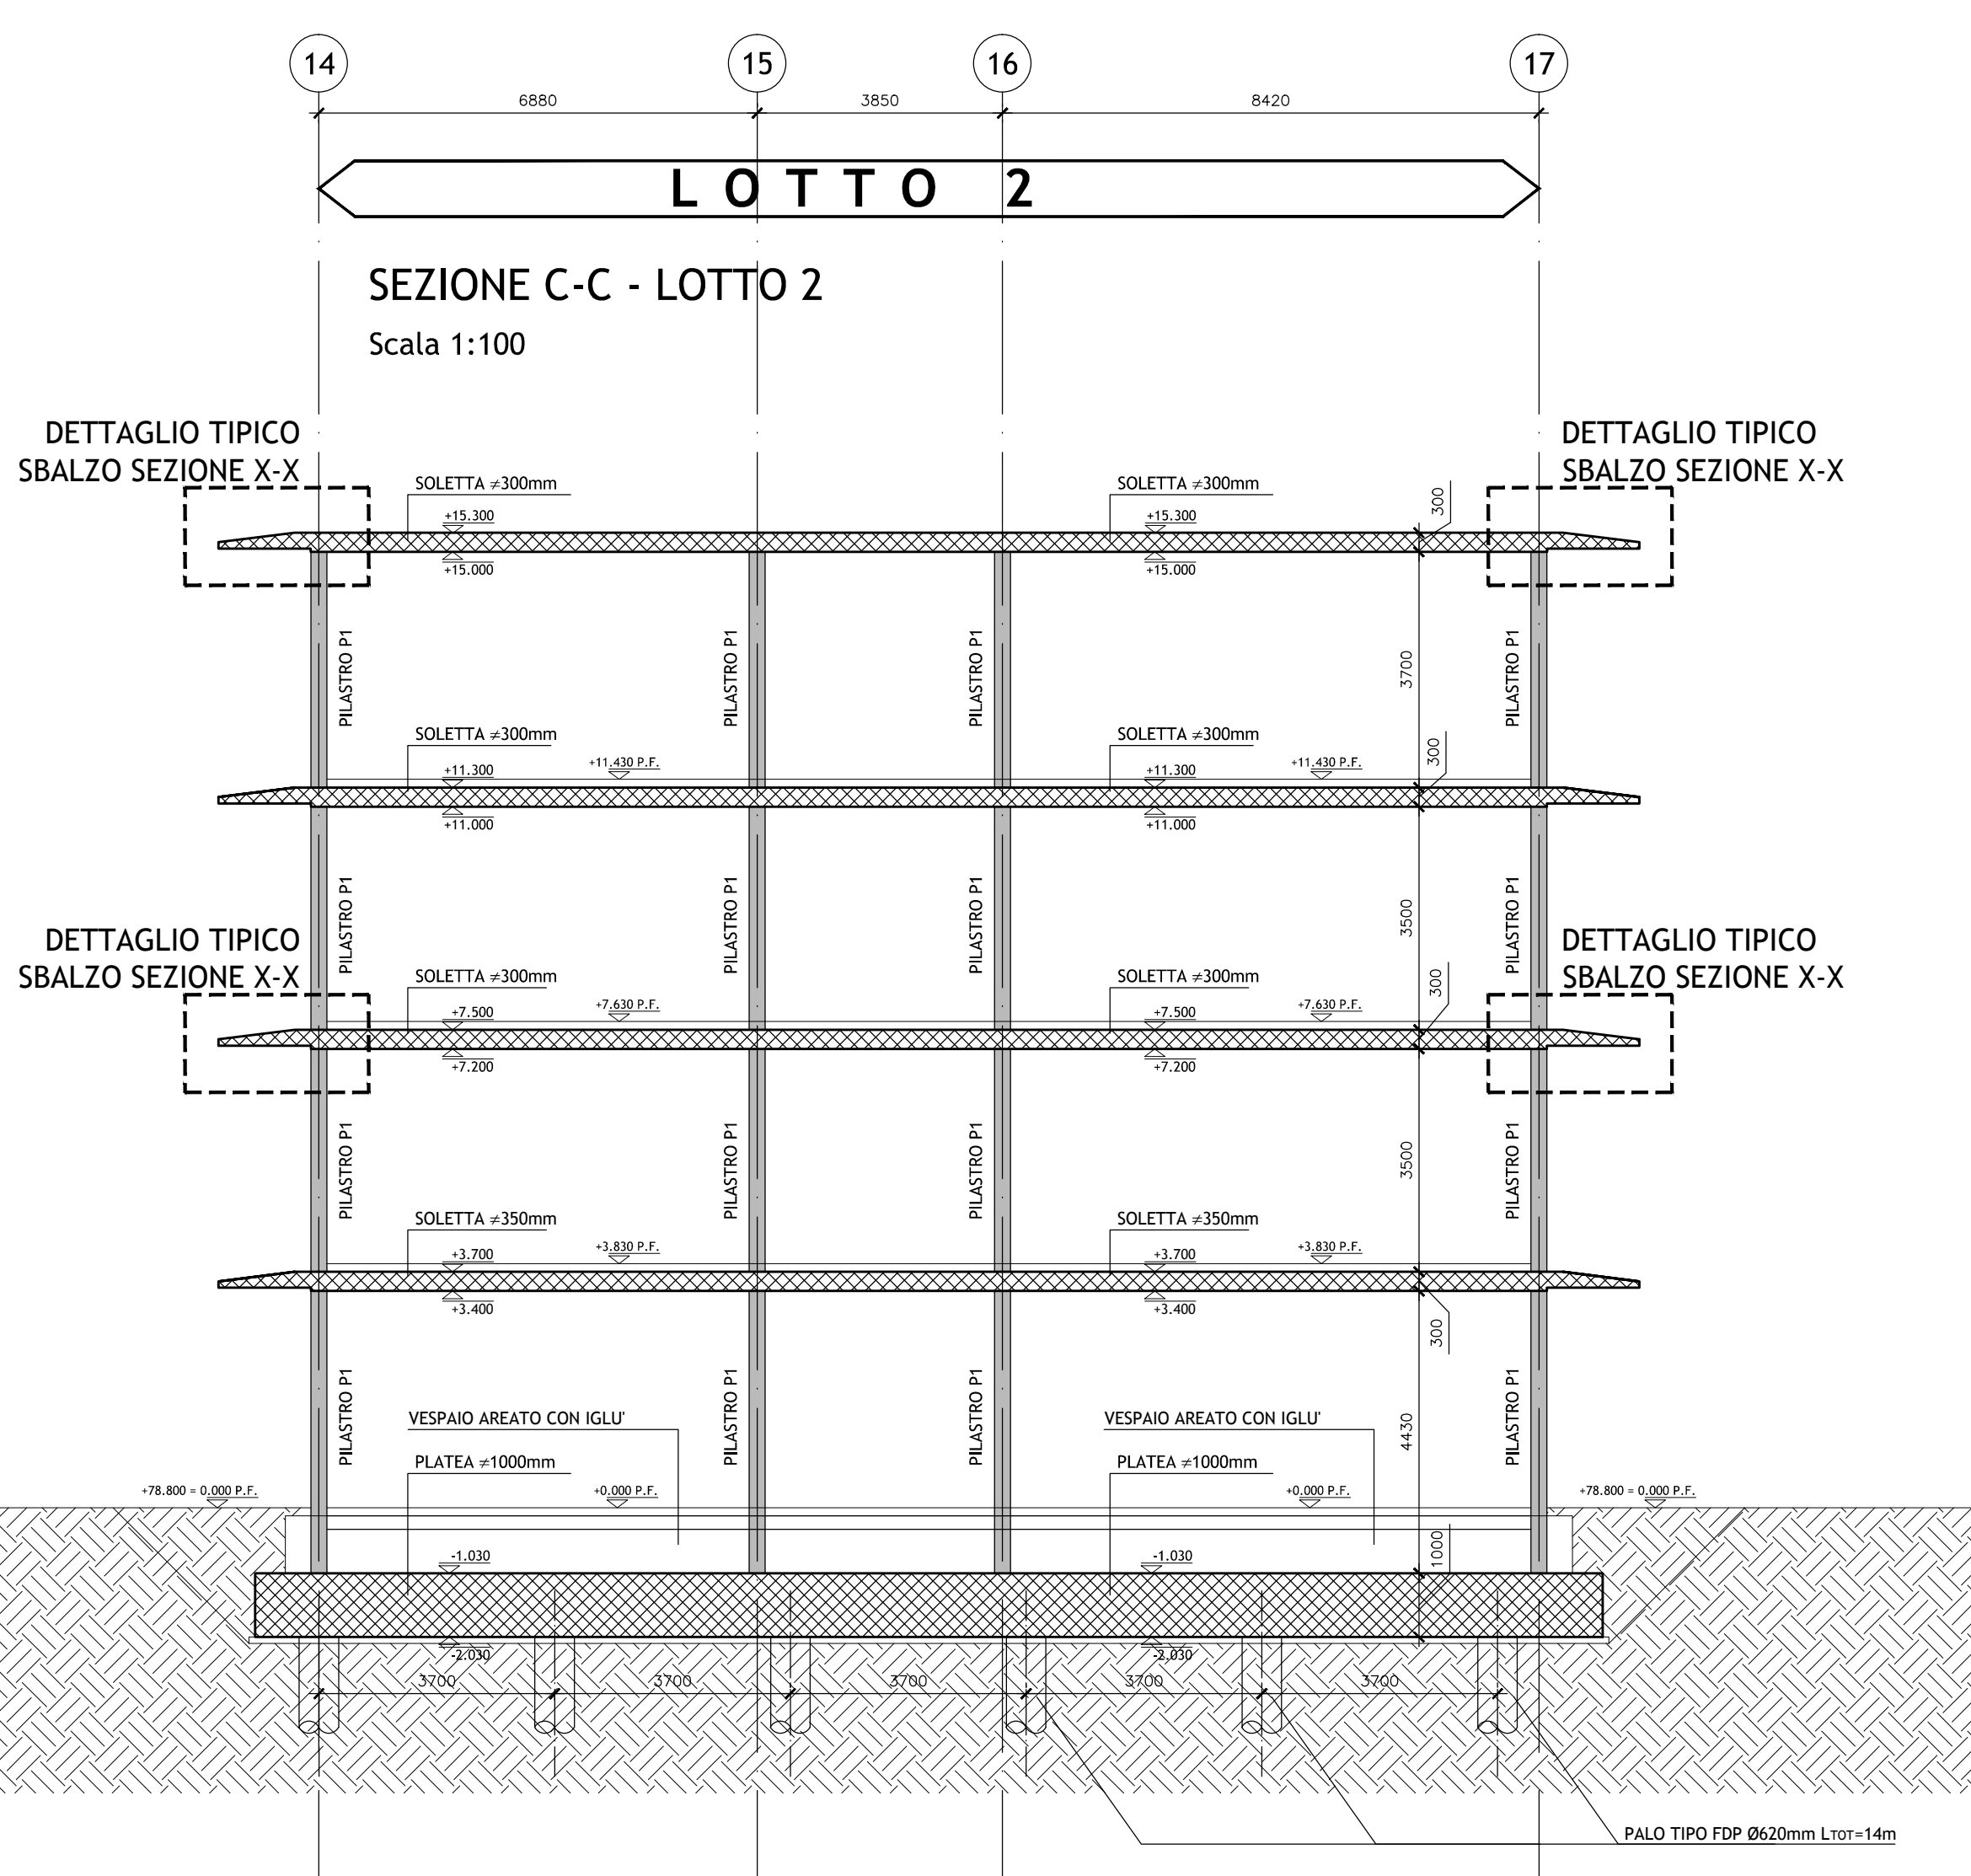 14
15
16
17
6880
3850
8420
LOTTO 2
SEZIONE C-C - LOTTO 2
Scala 1:100
DETTAGLIO TIPICO
SBALZO SEZIONE X-X
DETTAGLIO TIPICO
SBALZO SEZIONE X-X
SOLETTA ≠300mm
SOLETTA ≠300mm
300
+15.300
+15.300
+15.000
+15.000
PILASTRO P1
PILASTRO P1
PILASTRO P1
3700
PILASTRO P1
SOLETTA ≠300mm
SOLETTA ≠300mm
300
+11.300
+11.430 P.F.
+11.300
+11.430 P.F.
+11.000
+11.000
PILASTRO P1
PILASTRO P1
PILASTRO P1
3500
PILASTRO P1
DETTAGLIO TIPICO
SBALZO SEZIONE X-X
DETTAGLIO TIPICO
SBALZO SEZIONE X-X
SOLETTA ≠300mm
SOLETTA ≠300mm
300
+7.500
+7.630 P.F.
+7.500
+7.630 P.F.
+7.200
+7.200
PILASTRO P1
PILASTRO P1
PILASTRO P1
3500
PILASTRO P1
SOLETTA ≠350mm
SOLETTA ≠350mm
+3.700
+3.830 P.F.
+3.700
+3.830 P.F.
+3.400
+3.400
300
PILASTRO P1
PILASTRO P1
PILASTRO P1
4430
PILASTRO P1
VESPAIO AREATO CON IGLU'
VESPAIO AREATO CON IGLU'
PLATEA ≠1000mm
PLATEA ≠1000mm
+78.800 = 0.000 P.F.
+0.000 P.F.
+0.000 P.F.
+78.800 = 0.000 P.F.
-1.030
-1.030
1000
-2.030
-2.030
3700
3700
3700
3700
3700
PALO TIPO FDP Ø620mm LTOT=14m